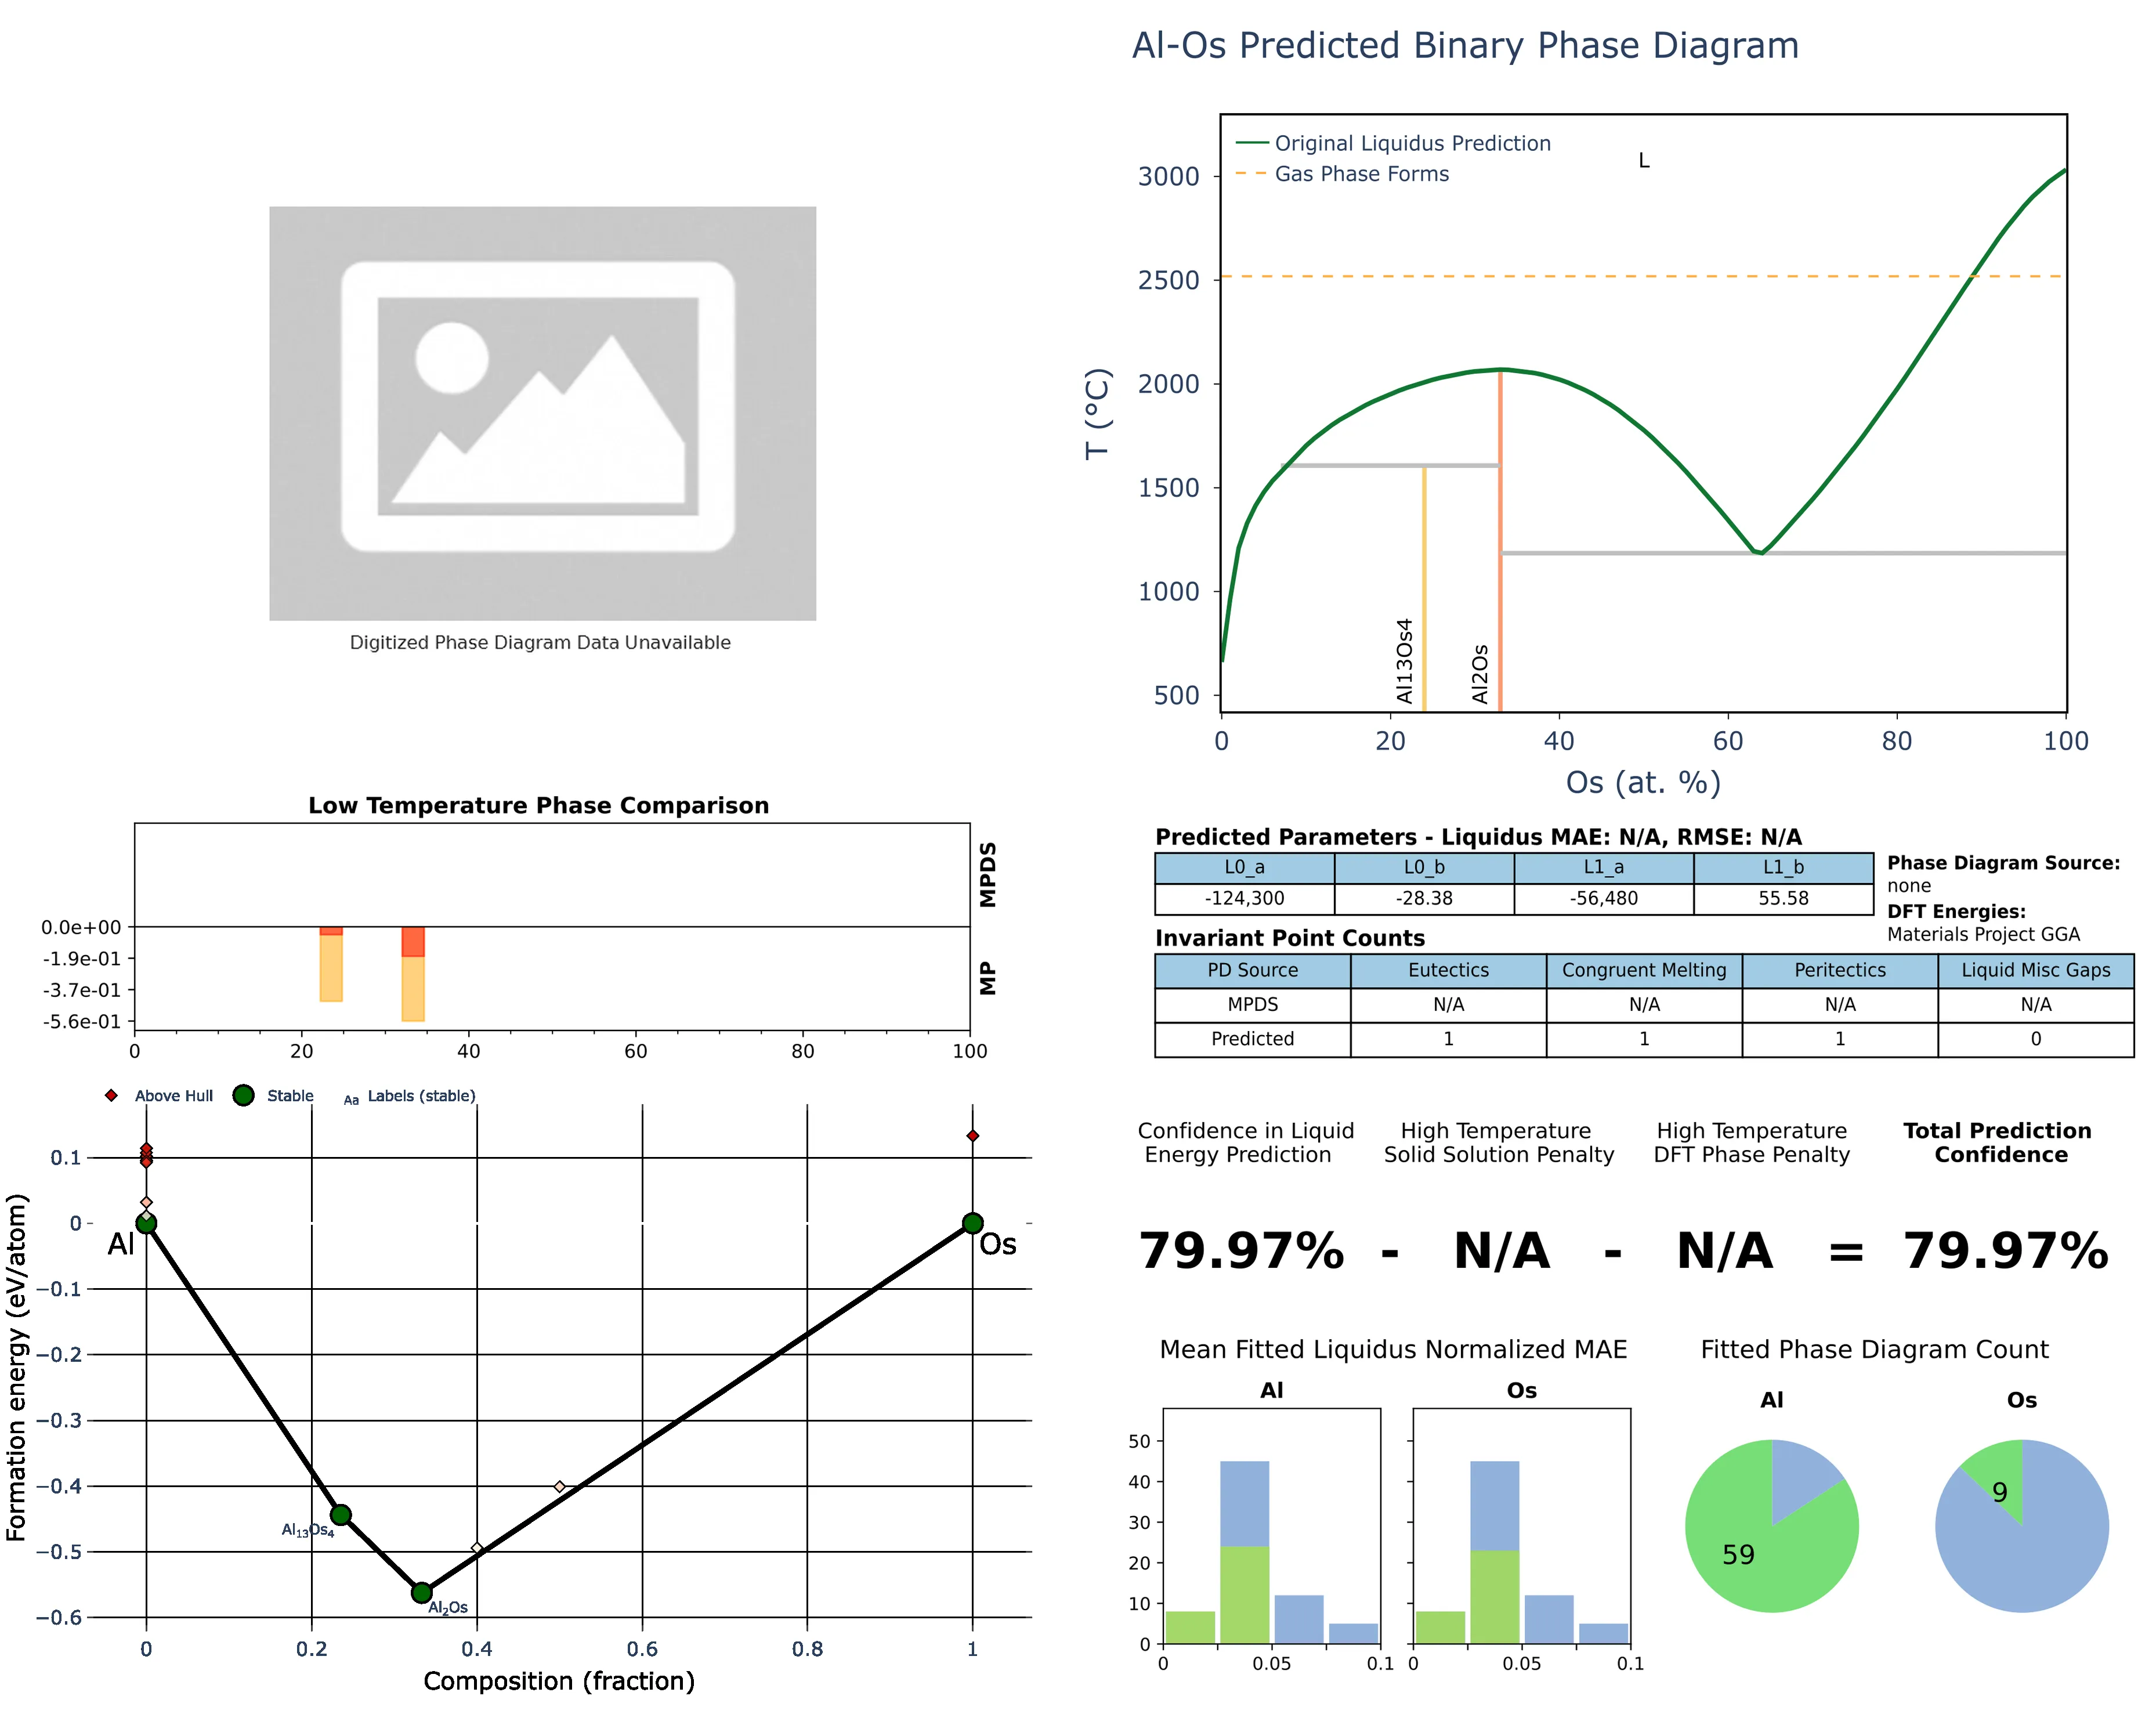 Al-Os Predicted Binary Phase Diagram
Original Liquidus Prediction
Gas Phase Forms
L
3000
2500
2000
1500
1000
500
T (°C)
Al13Os4
Al2Os
0 20 40 60 80 100
Os (at. %)
Digitized Phase Diagram Data Unavailable
Low Temperature Phase Comparison
MPDS
MP
0.0e+00
-1.9e-01
-3.7e-01
-5.6e-01
0 20 40 60 80 100
Predicted Parameters - Liquidus MAE: N/A, RMSE: N/A
L0_a L0_b L1_a L1_b
-124,300 -28.38 -56,480 55.58
Phase Diagram Source:
none
DFT Energies:
Materials Project GGA
Invariant Point Counts
PD Source Eutectics Congruent Melting Peritectics Liquid Misc Gaps
MPDS N/A N/A N/A N/A
Predicted 1 1 1 0
Above Hull Stable Aa Labels (stable)
0.1
0
−0.1
−0.2
−0.3
−0.4
−0.5
−0.6
Formation energy (eV/atom)
Al
Os
Al₁₃Os₄
Al₂Os
0 0.2 0.4 0.6 0.8 1
Composition (fraction)
Confidence in Liquid
Energy Prediction
High Temperature
Solid Solution Penalty
High Temperature
DFT Phase Penalty
Total Prediction
Confidence
79.97% - N/A - N/A = 79.97%
Mean Fitted Liquidus Normalized MAE
Al
Os
50
40
30
20
10
0
0 0.05 0.1
0 0.05 0.1
Fitted Phase Diagram Count
Al
Os
59
9